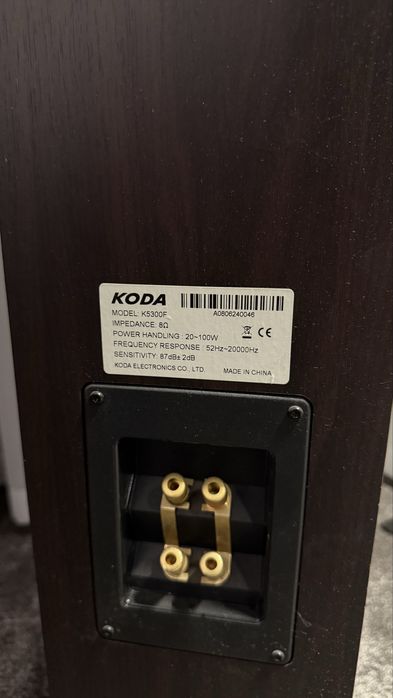 KODA
A0806240046
MODEL: K5300F
IMPEDANCE: 8Ω
POWER HANDLING : 20~100W
FREQUENCY RESPONSE : 52Hz~20000Hz
SENSITIVITY: 87dB± 2dB
KODA ELECTRONICS CO., LTD. MADE IN CHINA